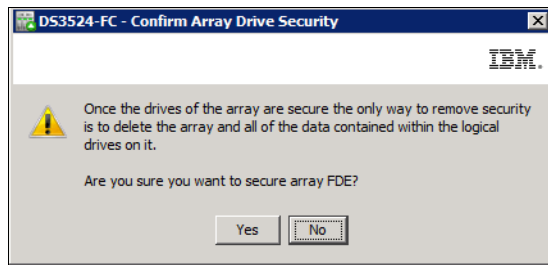 DS3524-FC - Confirm Array Drive Security
IBM.
Once the drives of the array are secure the only way to remove security
is to delete the array and all of the data contained within the logical
drives on it.
Are you sure you want to secure array FDE?
Yes No